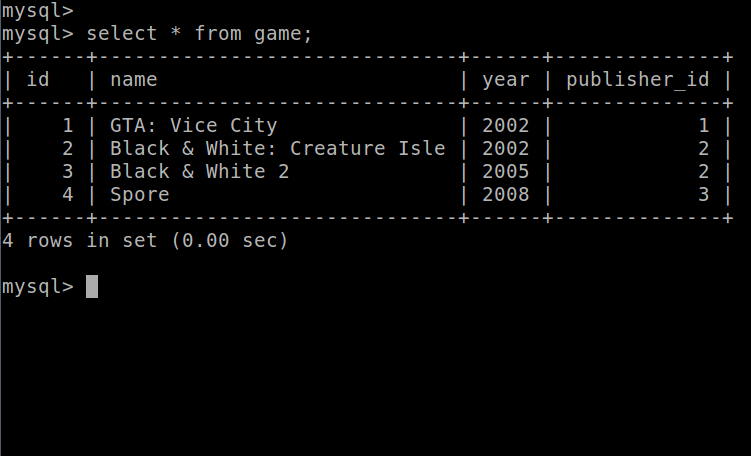 mysql>
mysql> select * from game;
+------+------------------------------+------+--------------+
| id   | name                         | year | publisher_id |
+------+------------------------------+------+--------------+
|    1 | GTA: Vice City               | 2002 |            1 |
|    2 | Black & White: Creature Isle | 2002 |            2 |
|    3 | Black & White 2              | 2005 |            2 |
|    4 | Spore                        | 2008 |            3 |
+------+------------------------------+------+--------------+
4 rows in set (0.00 sec)
mysql>